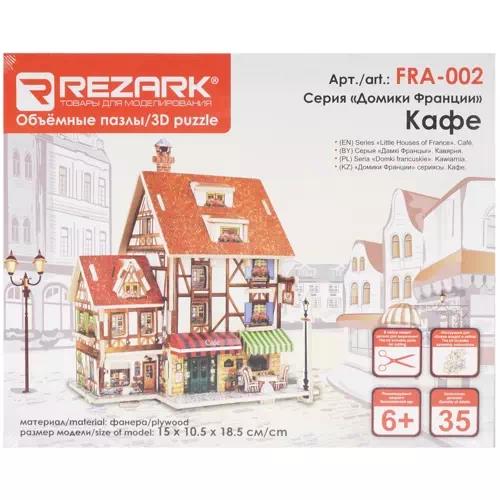 REZARK®
ТОВАРЫ ДЛЯ МОДЕЛИРОВАНИЯ
Объёмные пазлы/3D puzzle
Арт./art.: FRA-002
Серия «Домики Франции»
Кафе
• (EN) Series «Little Houses of France». Café.
• (BY) Серыя «Дамкі Францыі». Кавярня.
• (PL) Seria «Domki francuskie». Kawiarnia.
• (KZ) «Домики Франции» сериясы. Кафе.
Café
6+
35
материал/material: фанера/plywood
размер модели/size of model: 15 x 10.5 x 18.5 см/cm